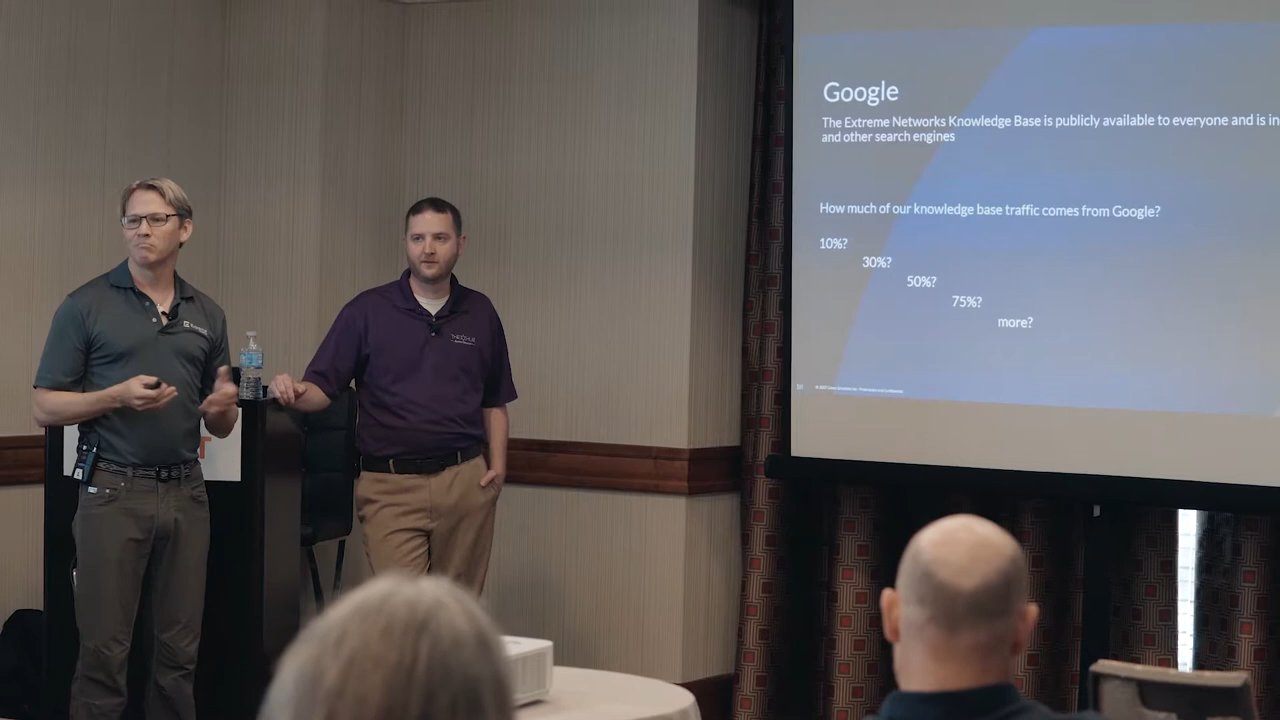 Google
The Extreme Networks Knowledge Base is publicly available to everyone and is in
and other search engines
How much of our knowledge base traffic comes from Google?
10%?
30%?
50%?
75%?
more?